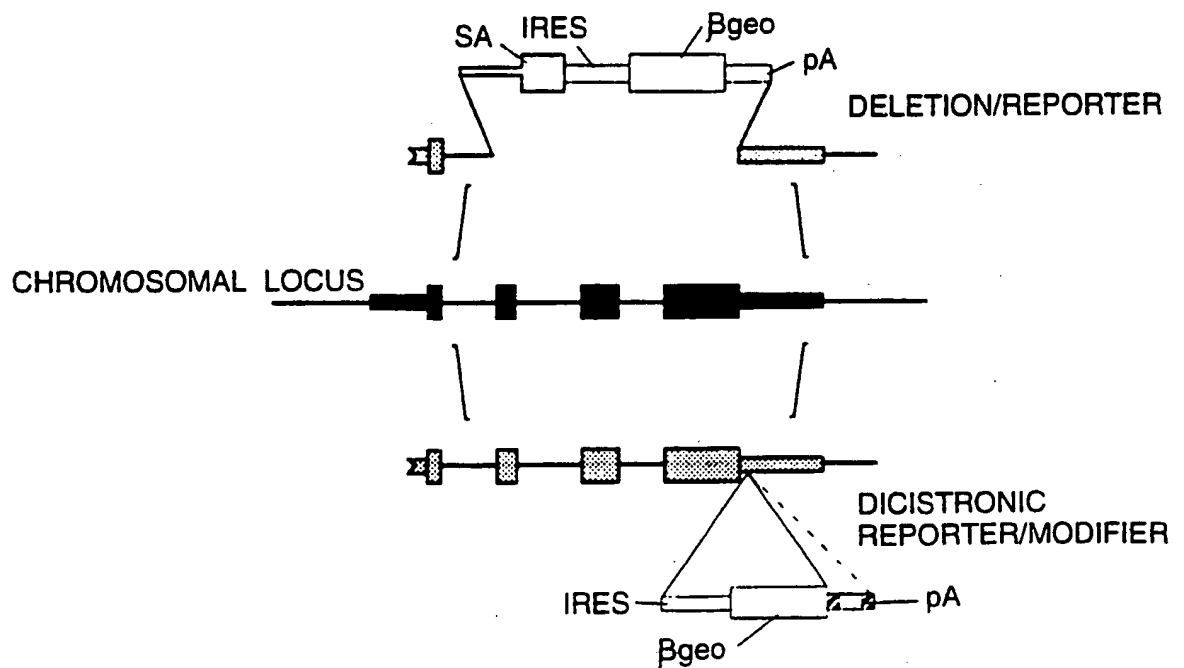 IRES
βgeo
SA
pA
DELETION/REPORTER
CHROMOSOMAL LOCUS
DICISTRONIC
REPORTER/MODIFIER
IRES
pA
βgeo